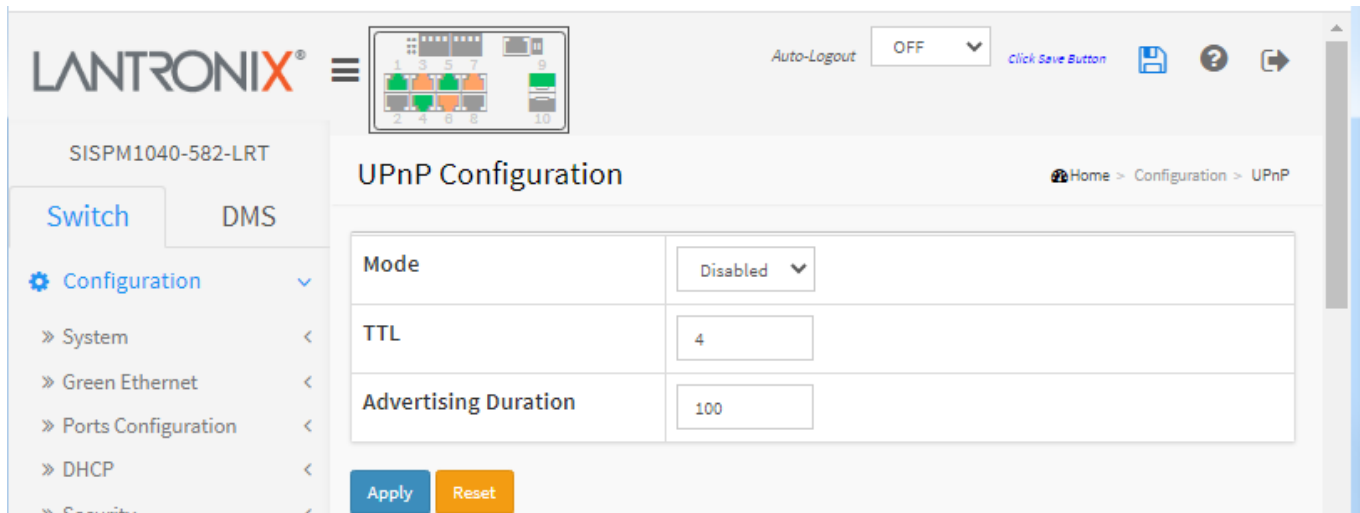 LANTRONIX®
1 3 5 7 9
2 4 6 8 10
Auto-Logout OFF Click Save Button
SISPM1040-582-LRT
Switch DMS
Configuration
System
Green Ethernet
Ports Configuration
DHCP
Security
UPnP Configuration
Home > Configuration > UPnP
Mode Disabled
TTL 4
Advertising Duration 100
Apply Reset